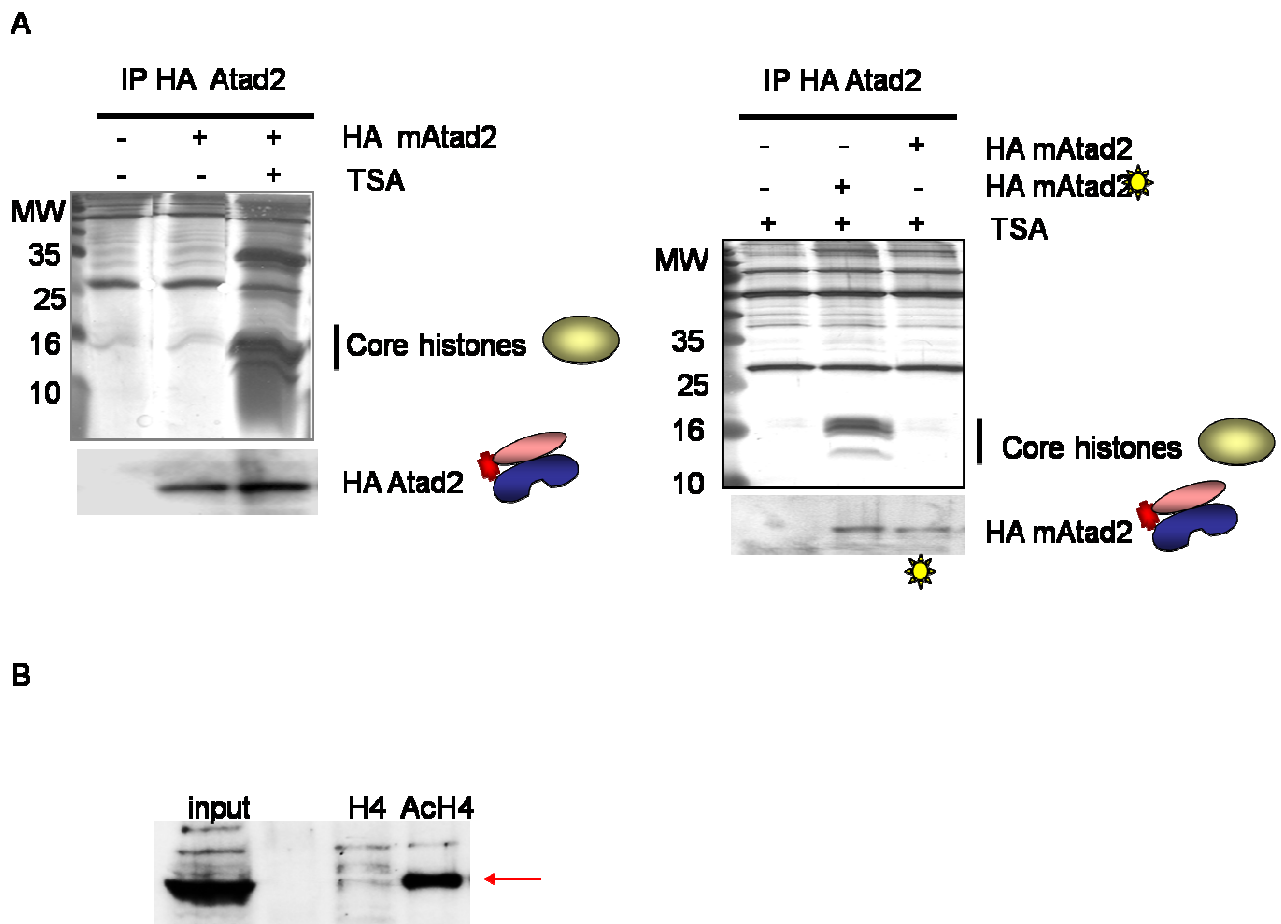 A
IP HA Atad2
- + + HA mAtad2
- - + TSA
MW
35
25
16
10
Core histones
HA Atad2
IP HA Atad2
- - + HA mAtad2
- + - HA mAtad2
+ + + TSA
MW
35
25
16
10
Core histones
HA mAtad2
B
input H4 AcH4